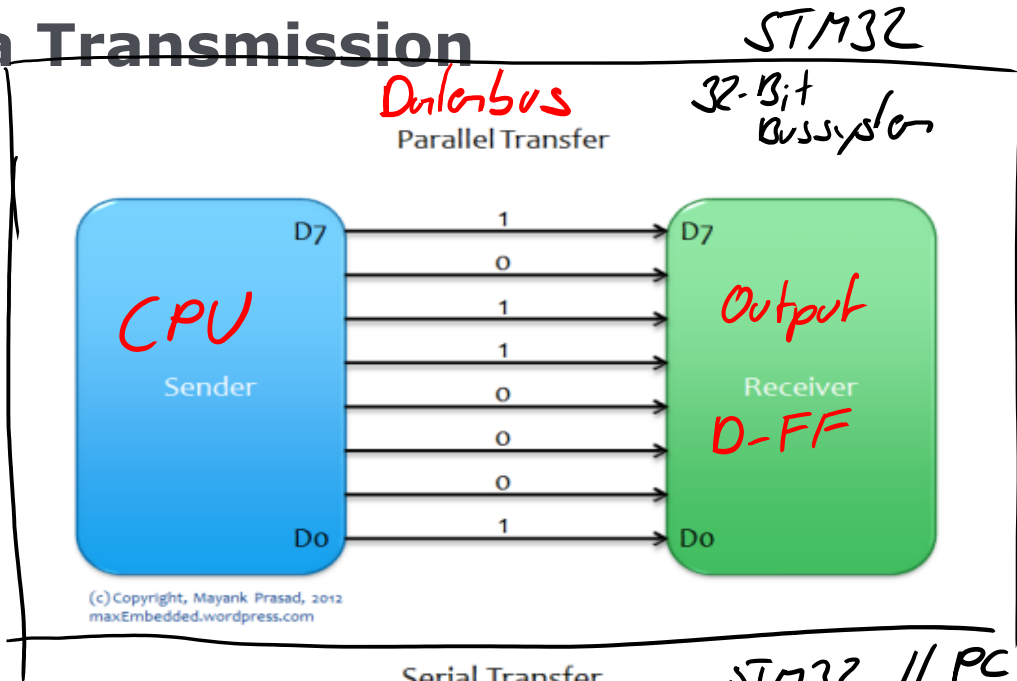 a Transmission
STM32
Datenbus
32-Bit
Bussystem
Parallel Transfer
D7
1
D7
0
1
1
0
0
0
1
D0
D0
CPU
Sender
Output
Receiver
D-FF
(c) Copyright, Mayank Prasad, 2012
maxEmbedded.wordpress.com
Serial Transfer
STM32 // PC